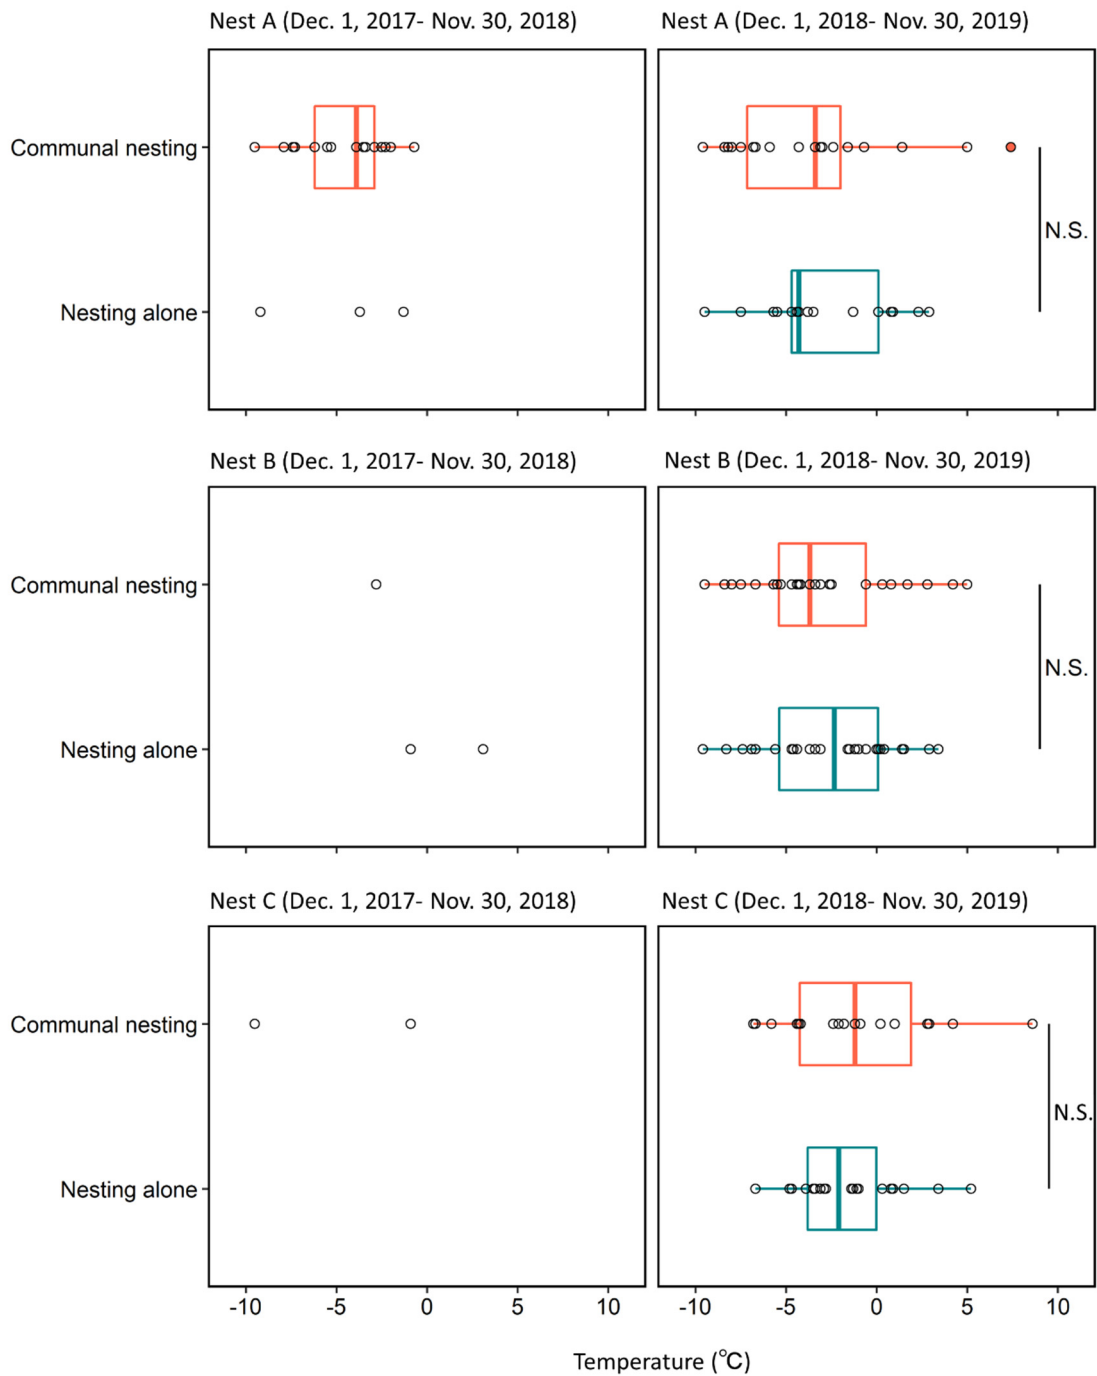 Nest A (Dec. 1, 2017- Nov. 30, 2018)
Nest A (Dec. 1, 2018- Nov. 30, 2019)
Communal nesting
N.S.
Nesting alone
Nest B (Dec. 1, 2017- Nov. 30, 2018)
Nest B (Dec. 1, 2018- Nov. 30, 2019)
Communal nesting
N.S.
Nesting alone
Nest C (Dec. 1, 2017- Nov. 30, 2018)
Nest C (Dec. 1, 2018- Nov. 30, 2019)
Communal nesting
N.S.
Nesting alone
-10 -5 0 5 10
-10 -5 0 5 10
Temperature (℃)